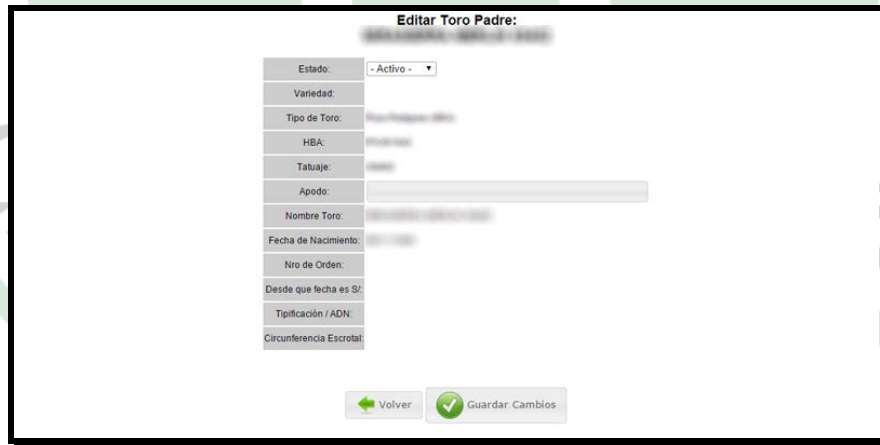 Editar Toro Padre:
Estado: - Activo -
Variedad:
Tipo de Toro:
HBA:
Tatuaje:
Apodo:
Nombre Toro:
Fecha de Nacimiento:
Nro de Orden:
Desde que fecha es S/:
Tipificación / ADN:
Circunferencia Escrotal:
Volver Guardar Cambios